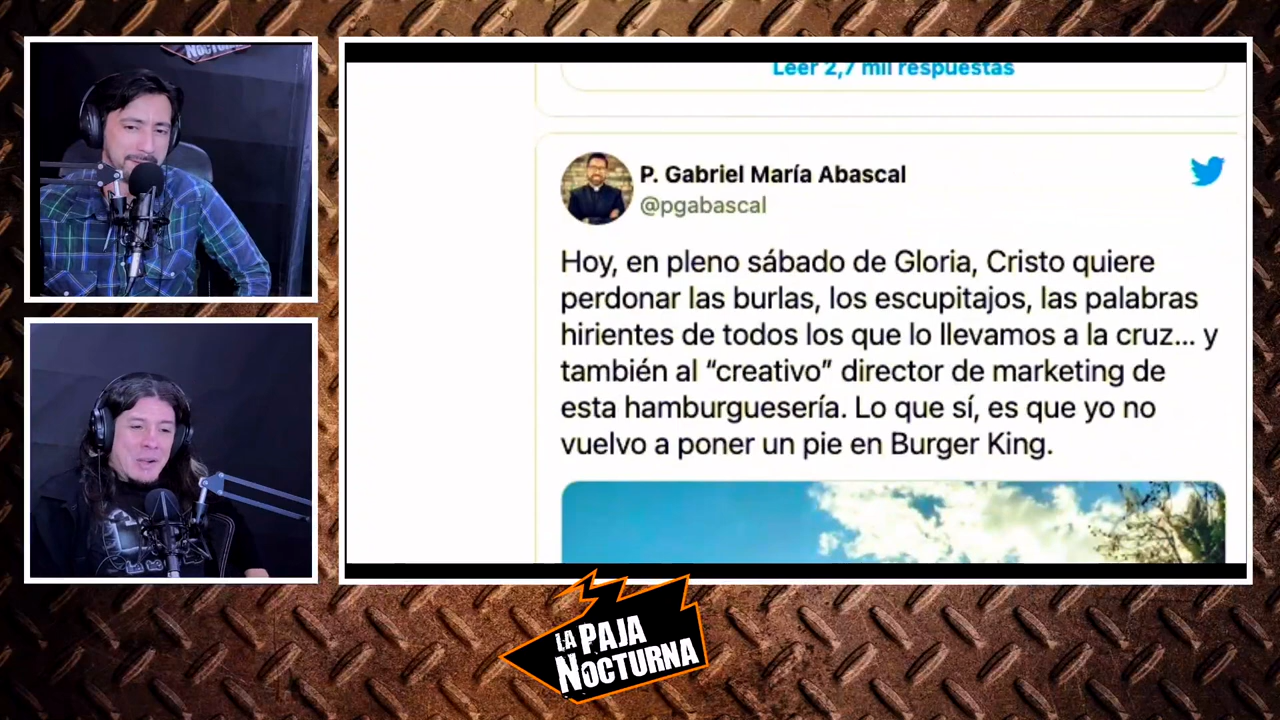 NOCTURNA
Leer 2,7 mil respuestas
P. Gabriel María Abascal
@pgabascal
Hoy, en pleno sábado de Gloria, Cristo quiere
perdonar las burlas, los escupitajos, las palabras
hirientes de todos los que lo llevamos a la cruz... y
también al “creativo” director de marketing de
esta hamburguesería. Lo que sí, es que yo no
vuelvo a poner un pie en Burger King.
LA PAJA
NOCTURNA